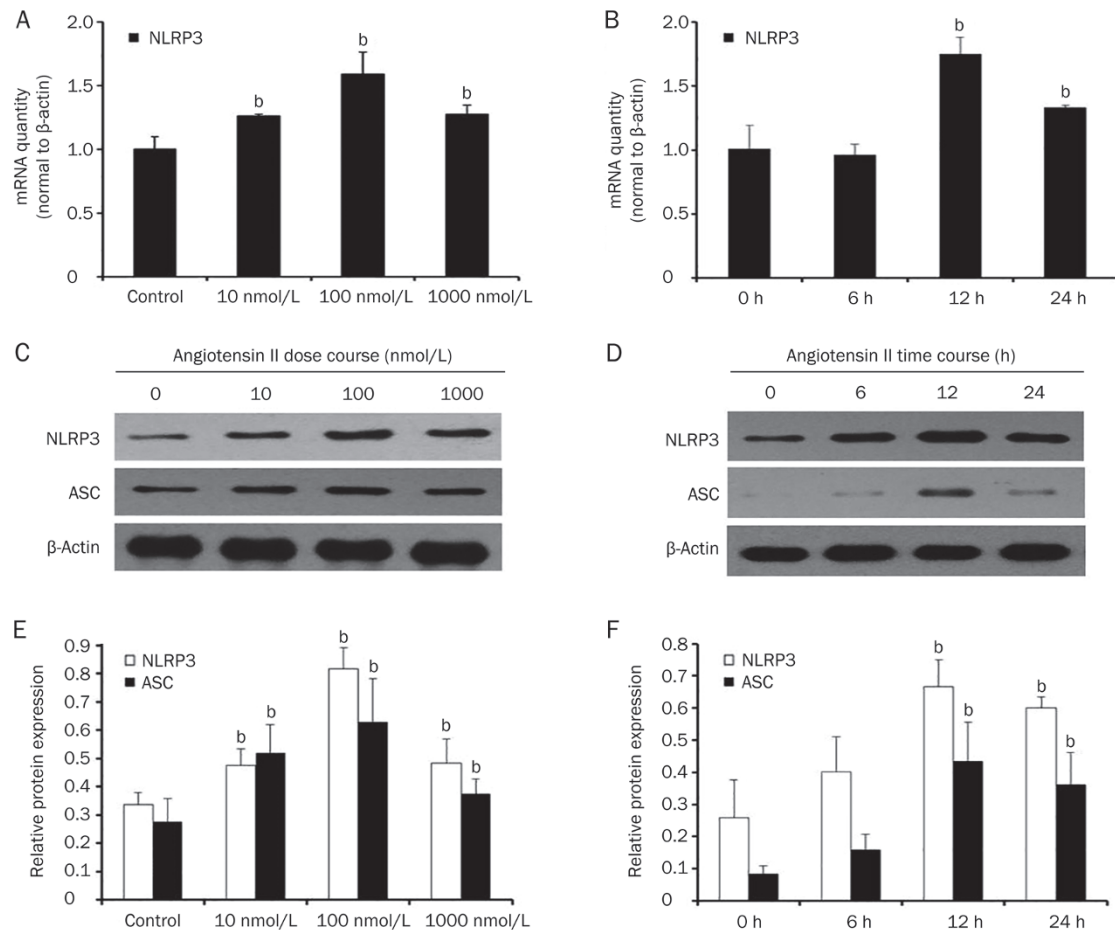 A
2.0
1.5
1.0
0.5
0
mRNA quantity
(normal to β-actin)
NLRP3
b
b
b
Control
10 nmol/L
100 nmol/L
1000 nmol/L
B
2.0
1.5
1.0
0.5
0
mRNA quantity
(normal to β-actin)
NLRP3
b
b
0 h
6 h
12 h
24 h
C
Angiotensin II dose course (nmol/L)
0 10 100 1000
NLRP3
ASC
β-Actin
D
Angiotensin II time course (h)
0 6 12 24
NLRP3
ASC
β-Actin
E
0.9
0.8
0.7
0.6
0.5
0.4
0.3
0.2
0.1
0
Relative protein expression
NLRP3
ASC
b
b
b
b
b
b
Control
10 nmol/L
100 nmol/L
1000 nmol/L
F
0.8
0.7
0.6
0.5
0.4
0.3
0.2
0.1
0
Relative protein expression
NLRP3
ASC
b
b
b
b
0 h
6 h
12 h
24 h